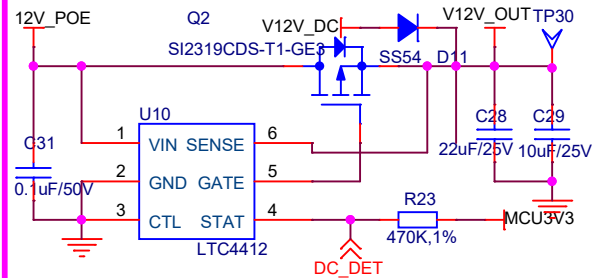 12V_POE
Q2
V12V_DC
V12V_OUT
TP30
SI2319CDS-T1-GE3
SS54
D11
U10
C31
0.1uF/50V
1 VIN SENSE 6
2 GND GATE 5
3 CTL STAT 4
LTC4412
C28
22uF/25V
C29
10uF/25V
R23
470K,1%
MCU3V3
DC_DET